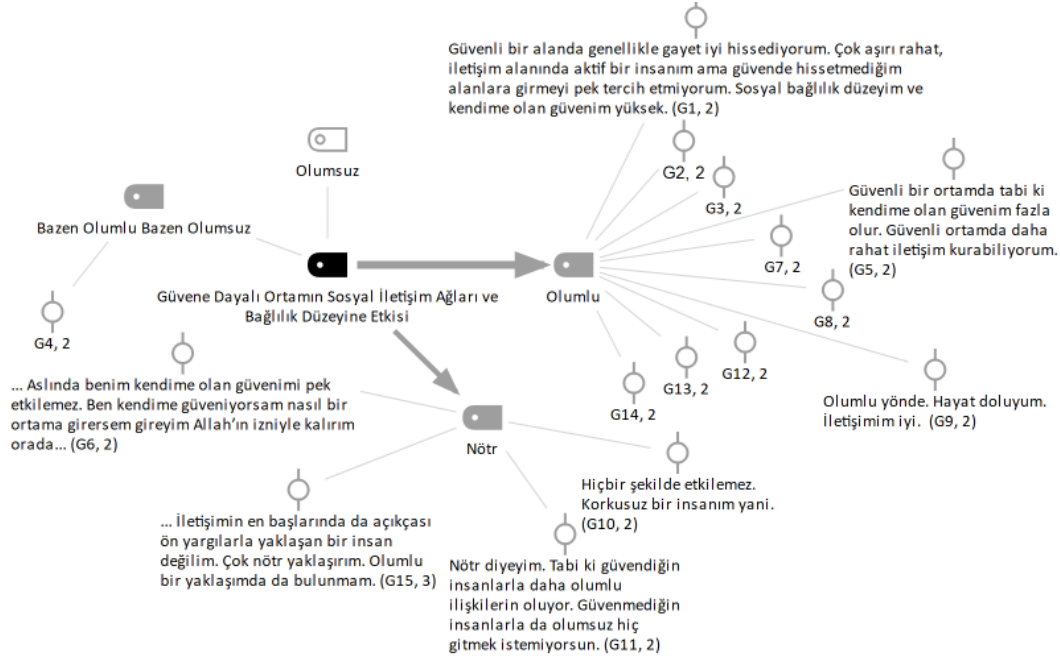 Güvenli bir alanda genellikle gayet iyi hissediyorum. Çok aşırı rahat,
iletişim alanında aktif bir insanım ama güvende hissetmediğim
alanlara girmeyi pek tercih etmiyorum. Sosyal bağlılık düzeyim ve
kendime olan güvenim yüksek. (G1, 2)
Olumsuz
G2, 2
G3, 2
Güvenli bir ortamda tabi ki
kendime olan güvenim fazla
olur. Güvenli ortamda daha
rahat iletişim kurabiliyorum.
(G5, 2)
Bazen Olumlu Bazen Olumsuz
G7, 2
Güvene Dayalı Ortamın Sosyal İletişim Ağları ve
Bağlılık Düzeyine Etkisi
Olumlu
G8, 2
G4, 2
G12, 2
G13, 2
G14, 2
Olumlu yönde. Hayat doluyum.
İletişimim iyi. (G9, 2)
... Aslında benim kendime olan güvenimi pek
etkilemez. Ben kendime güveniyorsam nasıl bir
ortama girersem gireyim Allah'ın izniyle kalırım
orada... (G6, 2)
Nötr
Hiçbir şekilde etkilemez.
Korkusuz bir insanım yani.
(G10, 2)
... İletişimin en başlarında da açıkçası
ön yargılarla yaklaşan bir insan
değilim. Çok nötr yaklaşırım. Olumlu
bir yaklaşımda da bulunmam. (G15, 3)
Nötr diyeyim. Tabi ki güvendiğin
insanlarla daha olumlu
ilişkilerin oluyor. Güvenmediğin
insanlarla da olumsuz hiç
gitmek istemiyorsun. (G11, 2)